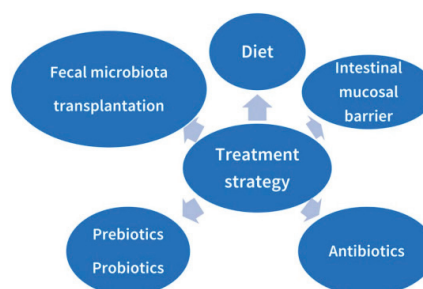 Diet
Fecal microbiota
transplantation
Intestinal
mucosal
barrier
Treatment
strategy
Prebiotics
Probiotics
Antibiotics